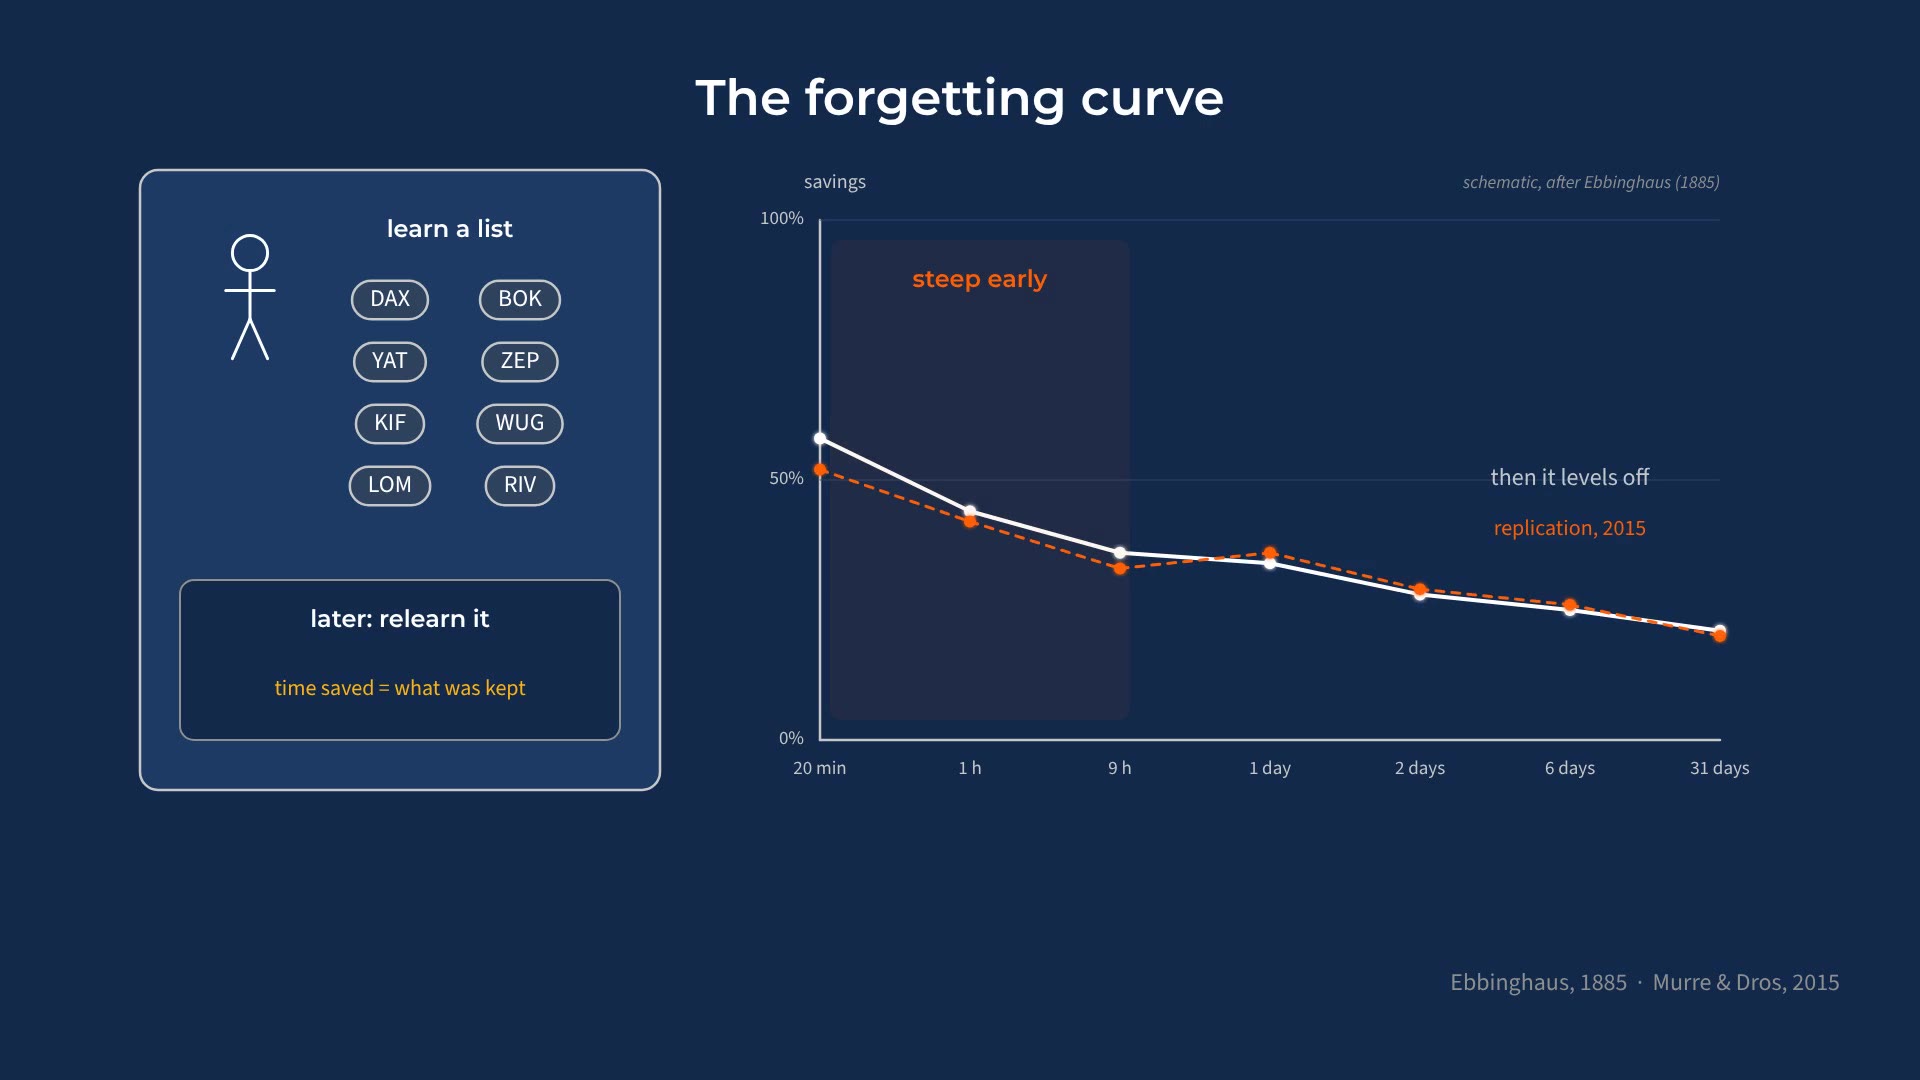 The forgetting curve
learn a list
DAX BOK
YAT ZEP
KIF WUG
LOM RIV
later: relearn it
time saved = what was kept
savings
schematic, after Ebbinghaus (1885)
100%
steep early
50%
then it levels off
replication, 2015
0%
20 min 1 h 9 h 1 day 2 days 6 days 31 days
Ebbinghaus, 1885 · Murre & Dros, 2015